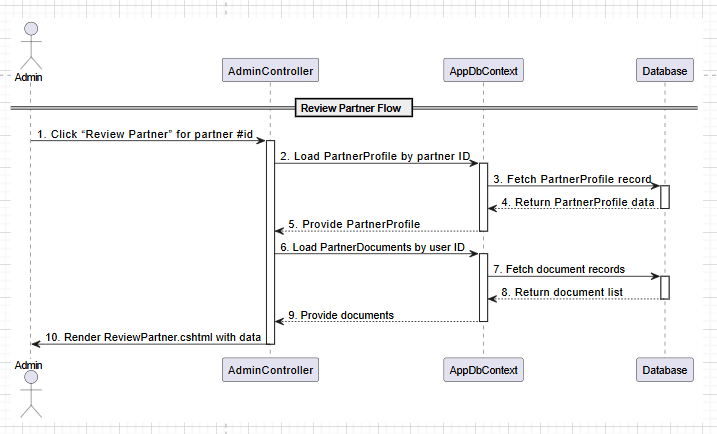 Admin
AdminController
AppDbContext
Database
Review Partner Flow
1. Click “Review Partner” for partner #id
2. Load PartnerProfile by partner ID
3. Fetch PartnerProfile record
4. Return PartnerProfile data
5. Provide PartnerProfile
6. Load PartnerDocuments by user ID
7. Fetch document records
8. Return document list
9. Provide documents
10. Render ReviewPartner.cshtml with data
Admin
AdminController
AppDbContext
Database